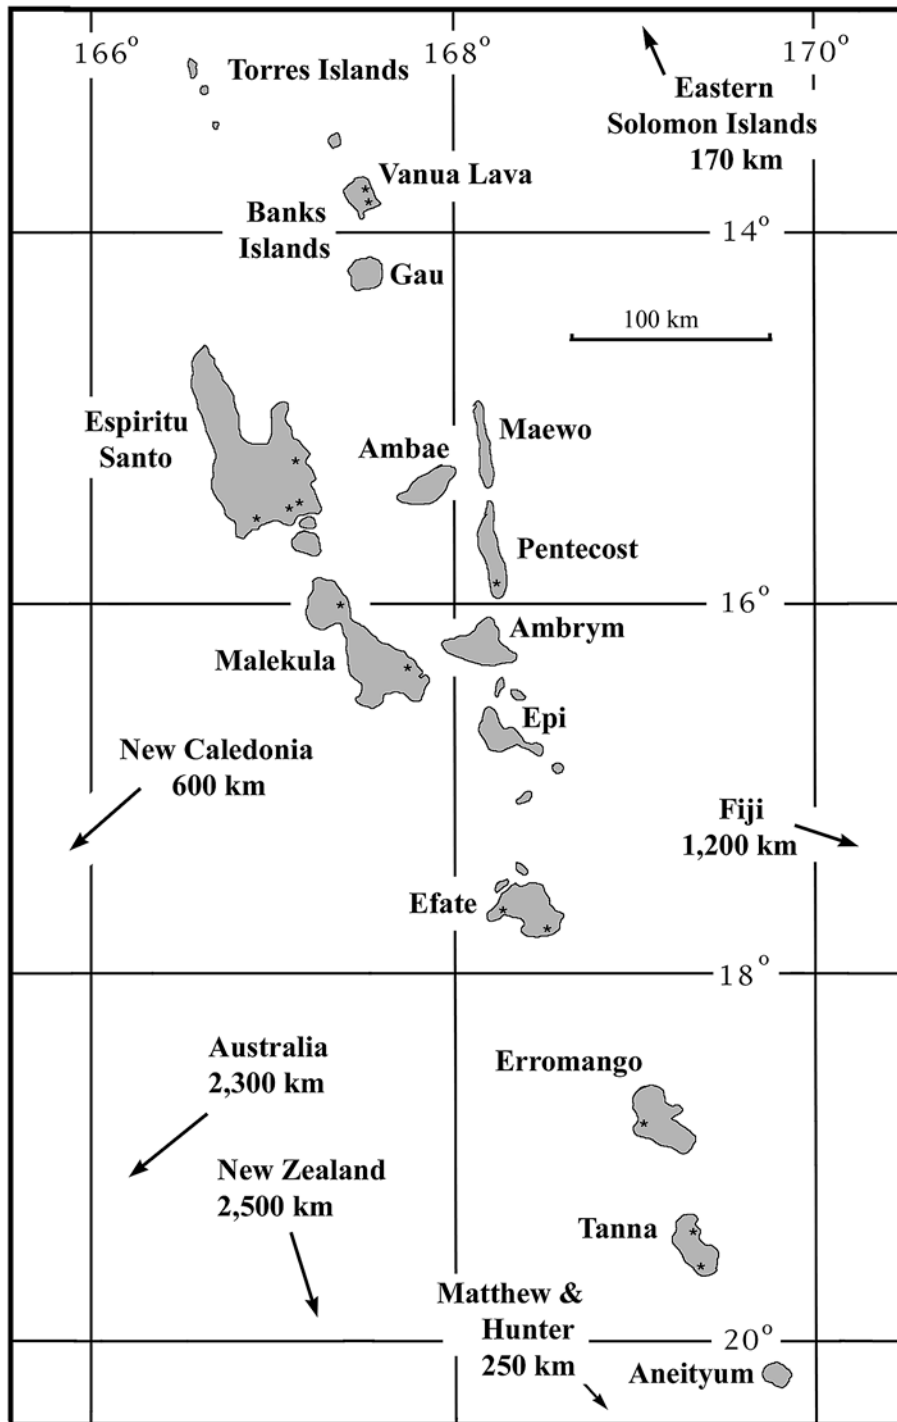 166°
168°
170°
Torres Islands
Eastern
Solomon Islands
170 km
Vanua Lava
Banks
Islands
14°
Gau
100 km
Espiritu
Santo
Ambae
Maewo
Pentecost
16°
Ambrym
Malekula
Epi
New Caledonia
600 km
Fiji
1,200 km
Efate
18°
Australia
2,300 km
Erromango
New Zealand
2,500 km
Tanna
Matthew &
Hunter
250 km
20°
Aneityum